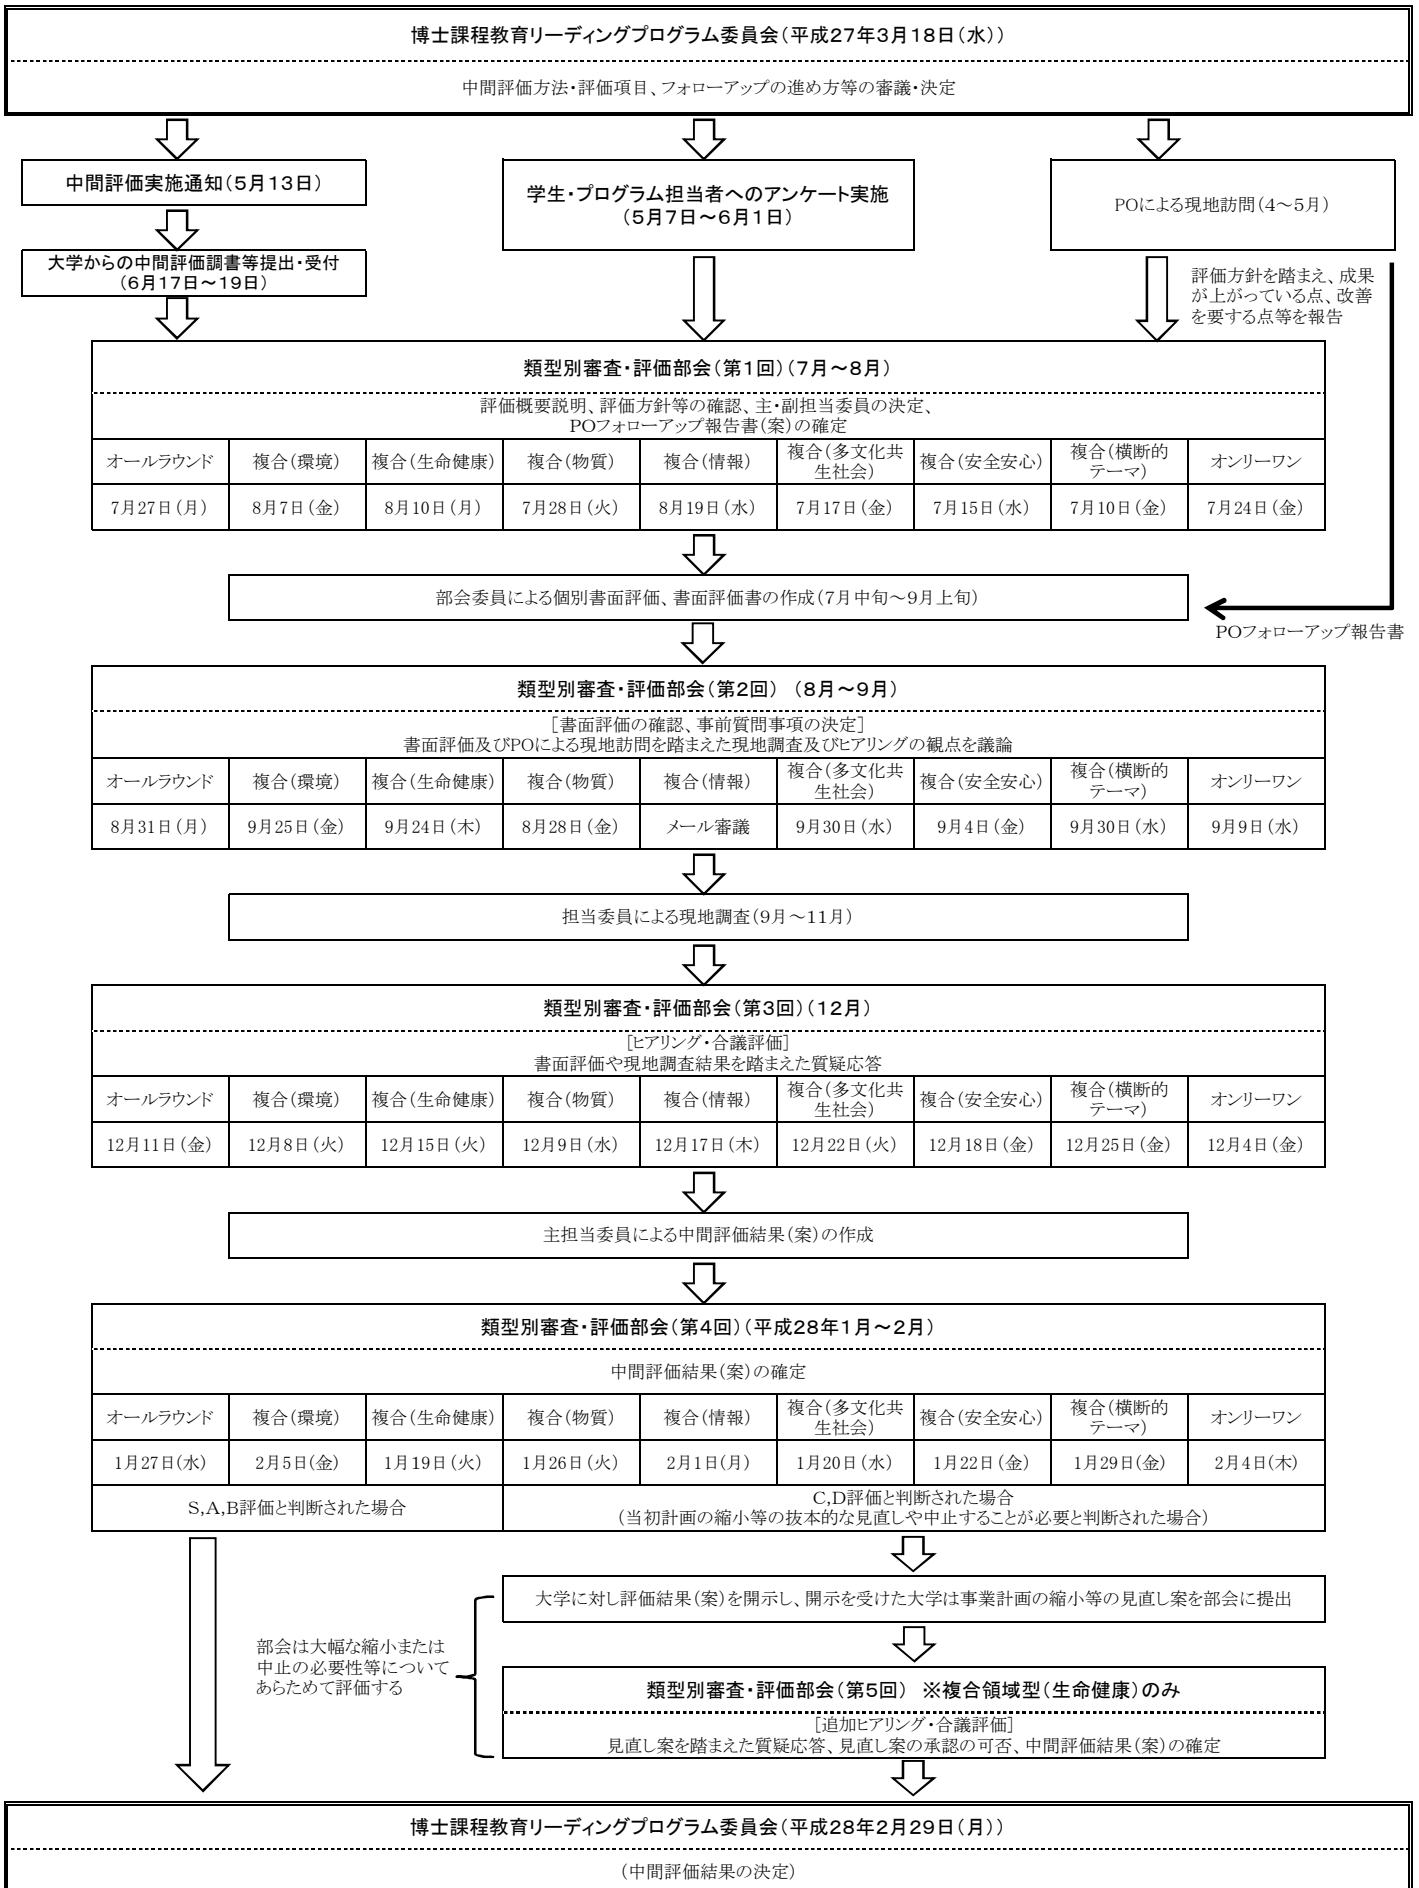 博士課程教育リーディングプログラム委員会（平成27年3月18日（水））
中間評価方法・評価項目、フォローアップの進め方等の審議・決定
中間評価実施通知（5月13日）
大学からの中間評価調書等提出・受付
（6月17日～19日）
学生・プログラム担当者へのアンケート実施
（5月7日～6月1日）
POによる現地訪問（4～5月）
評価方針を踏まえ、成果
が上がっている点、改善
を要する点等を報告
類型別審査・評価部会（第1回）（7月～8月）
評価概要説明、評価方針等の確認、主・副担当委員の決定、
POフォローアップ報告書（案）の確定
オールラウンド 複合（環境） 複合（生命健康） 複合（物質） 複合（情報） 複合（多文化共生社会） 複合（安全安心） 複合（横断的テーマ） オンリーワン
7月27日（月） 8月7日（金） 8月10日（月） 7月28日（火） 8月19日（水） 7月17日（金） 7月15日（水） 7月10日（金） 7月24日（金）
部会委員による個別書面評価、書面評価書の作成（7月中旬～9月上旬）
POフォローアップ報告書
類型別審査・評価部会（第2回） （8月～9月）
［書面評価の確認、事前質問事項の決定］
書面評価及びPOによる現地訪問を踏まえた現地調査及びヒアリングの観点を議論
オールラウンド 複合（環境） 複合（生命健康） 複合（物質） 複合（情報） 複合（多文化共生社会） 複合（安全安心） 複合（横断的テーマ） オンリーワン
8月31日（月） 9月25日（金） 9月24日（木） 8月28日（金） メール審議 9月30日（水） 9月4日（金） 9月30日（水） 9月9日（水）
担当委員による現地調査（9月～11月）
類型別審査・評価部会（第3回）（12月）
［ヒアリング・合議評価］
書面評価や現地調査結果を踏まえた質疑応答
オールラウンド 複合（環境） 複合（生命健康） 複合（物質） 複合（情報） 複合（多文化共生社会） 複合（安全安心） 複合（横断的テーマ） オンリーワン
12月11日（金） 12月8日（火） 12月15日（火） 12月9日（水） 12月17日（木） 12月22日（火） 12月18日（金） 12月25日（金） 12月4日（金）
主担当委員による中間評価結果（案）の作成
類型別審査・評価部会（第4回）（平成28年1月～2月）
中間評価結果（案）の確定
オールラウンド 複合（環境） 複合（生命健康） 複合（物質） 複合（情報） 複合（多文化共生社会） 複合（安全安心） 複合（横断的テーマ） オンリーワン
1月27日(水) 2月5日(金) 1月19日（火） 1月26日（火） 2月1日(月) 1月20日（水） 1月22日（金） 1月29日(金) 2月4日(木)
S,A,B評価と判断された場合
C,D評価と判断された場合
（当初計画の縮小等の抜本的な見直しや中止することが必要と判断された場合）
大学に対し評価結果（案）を開示し、開示を受けた大学は事業計画の縮小等の見直し案を部会に提出
部会は大幅な縮小または
中止の必要性等について
あらためて評価する
類型別審査・評価部会（第5回） ※複合領域型（生命健康）のみ
［追加ヒアリング・合議評価］
見直し案を踏まえた質疑応答、見直し案の承認の可否、中間評価結果（案）の確定
博士課程教育リーディングプログラム委員会（平成28年2月29日（月））
（中間評価結果の決定）